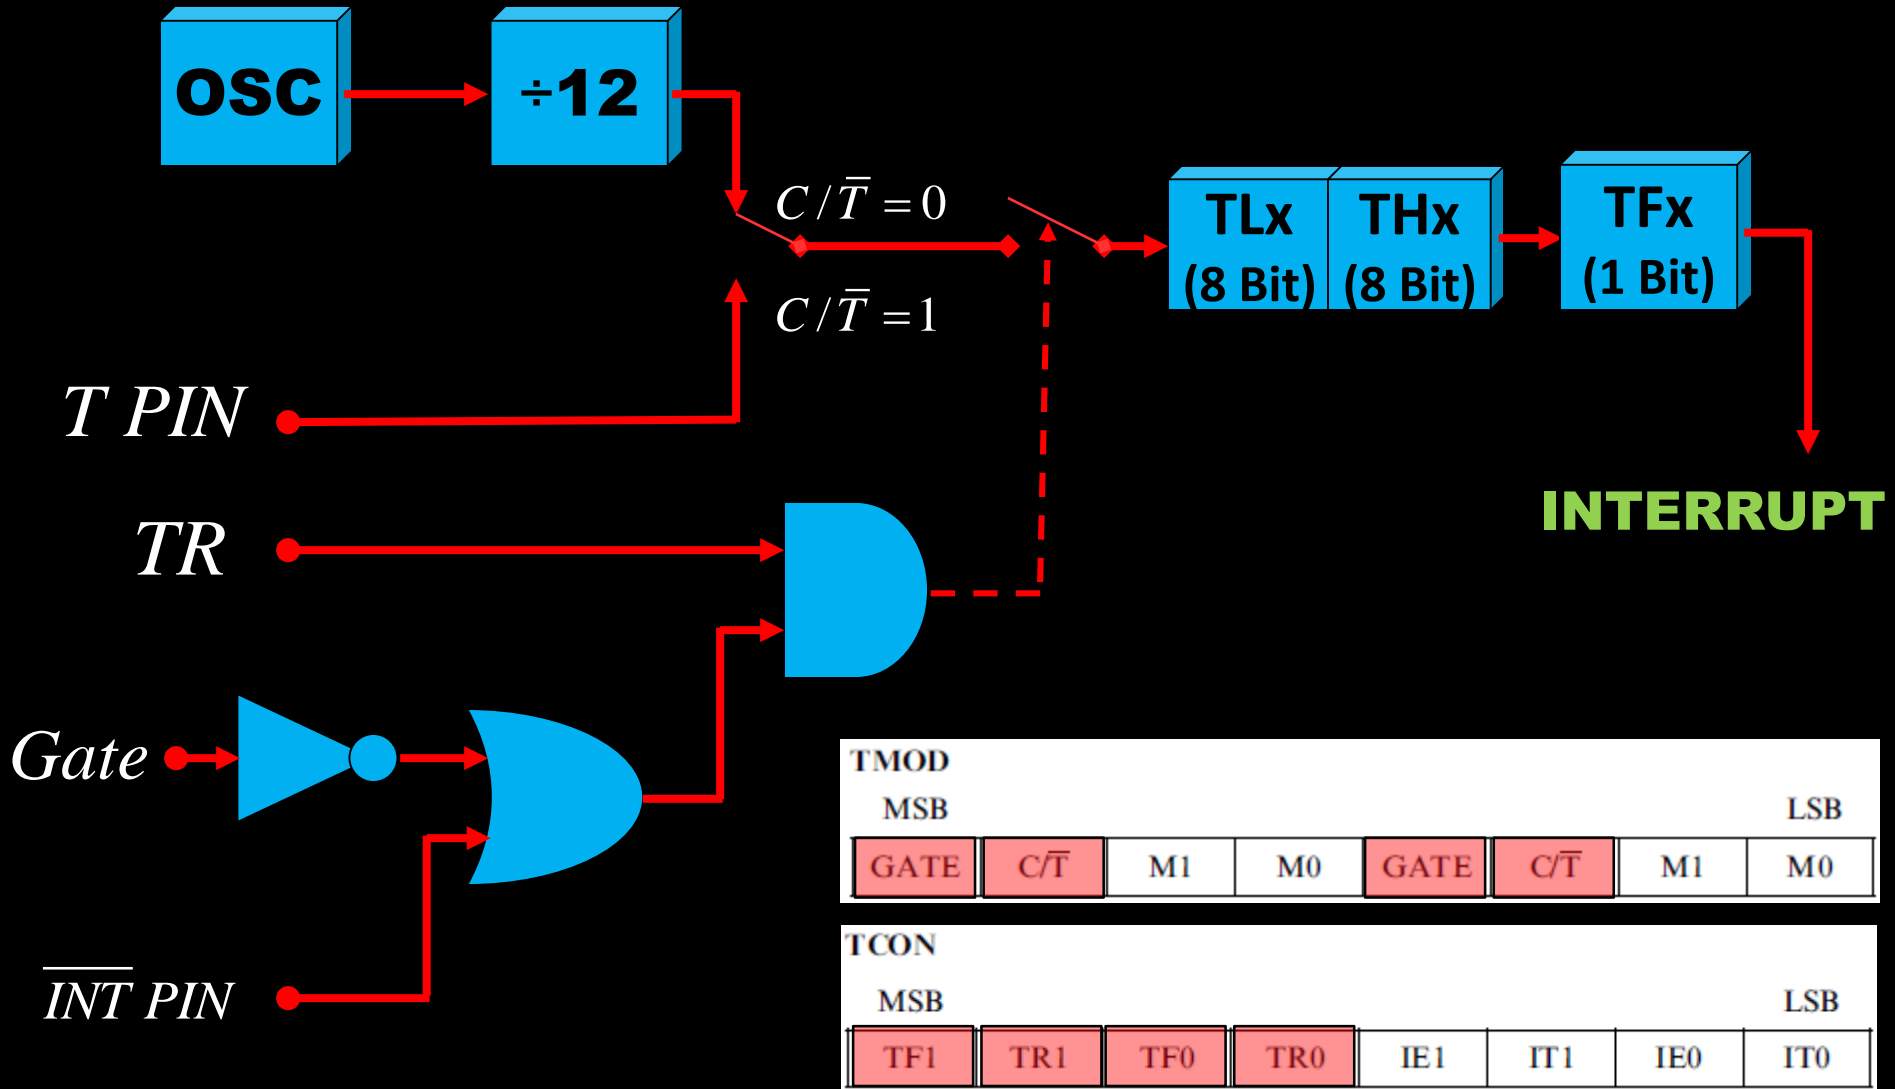 OSC
÷12
C/T̅ = 0
C/T̅ = 1
TLx
(8 Bit)
THx
(8 Bit)
TFx
(1 Bit)
T PIN
TR
INTERRUPT
Gate
I̅N̅T̅ PIN
TMOD
MSB LSB
GATE C/T̅ M1 M0 GATE C/T̅ M1 M0
TCON
MSB LSB
TF1 TR1 TF0 TR0 IE1 IT1 IE0 IT0